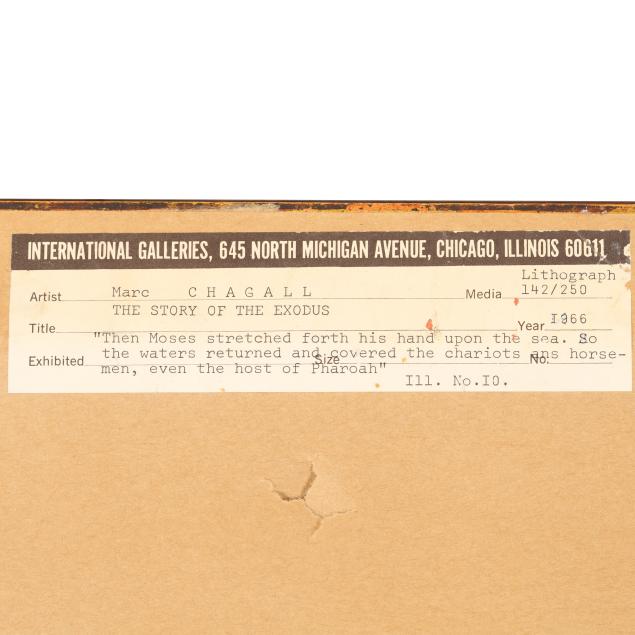 INTERNATIONAL GALLERIES, 645 NORTH MICHIGAN AVENUE, CHICAGO, ILLINOIS 60611
Lithograph
Artist Marc CHAGALL Media 142/250
THE STORY OF THE EXODUS
Title Year 1966
"Then Moses stretched forth his hand upon the sea. So
Exhibited the waters returned and covered the chariots ans horse- Size No.
men, even the host of Pharoah"
Ill. No.I0.